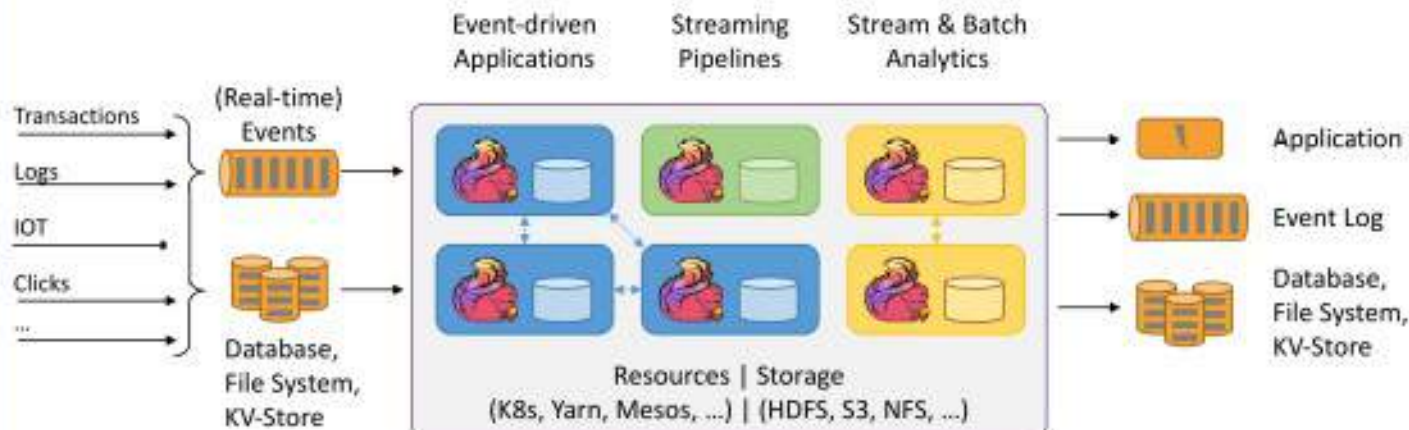 Event-driven
Applications
Streaming
Pipelines
Stream & Batch
Analytics
Transactions
Logs
IOT
Clicks
...
(Real-time)
Events
Database,
File System,
KV-Store
Resources | Storage
(K8s, Yarn, Mesos, ...) | (HDFS, S3, NFS, ...)
Application
Event Log
Database,
File System,
KV-Store